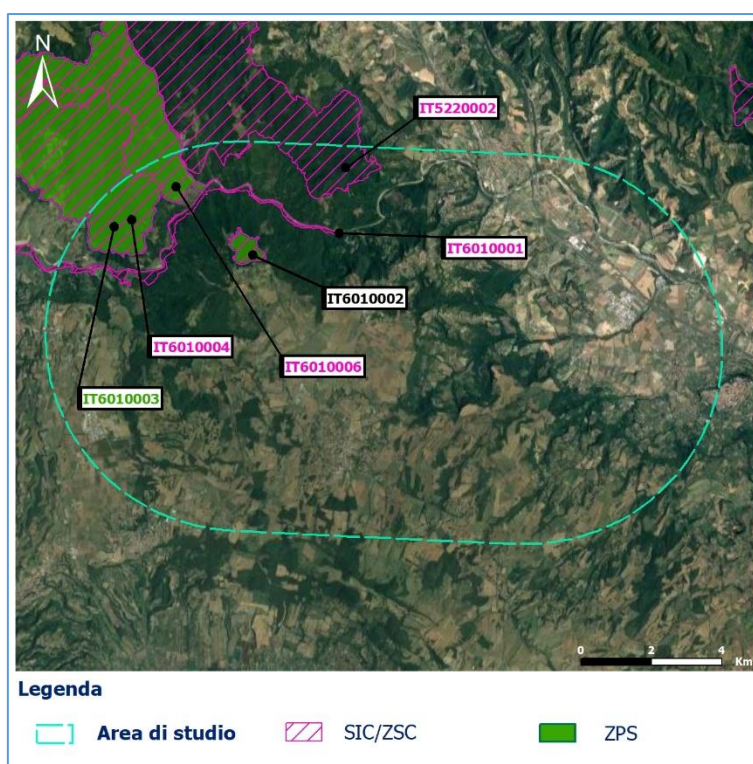 N
IT5220002
IT6010001
IT6010002
IT6010004
IT6010006
IT6010003
0 2 4
Km
Legenda
Area di studio
SIC/ZSC
ZPS